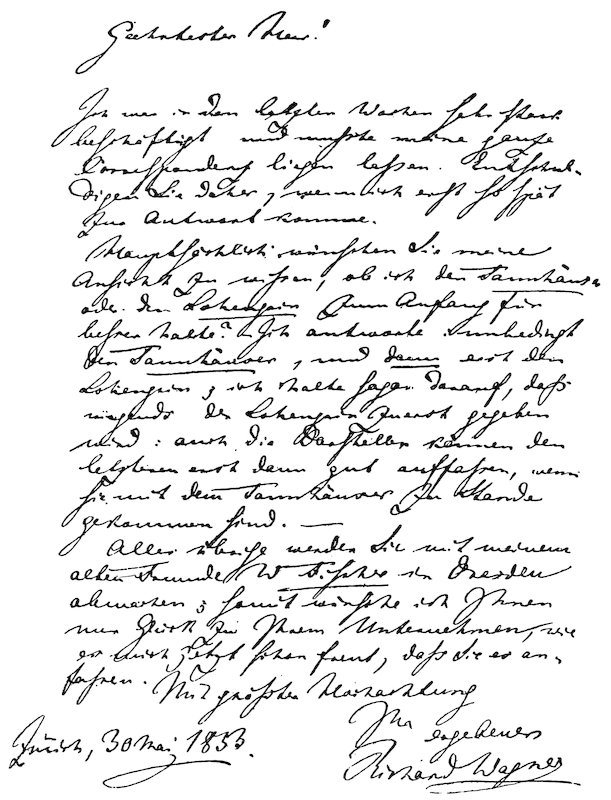 Geehrtester Herr!
Ich war in den letzten Wochen sehr stark
beschäftigt und mußte meine ganze
Correspondenz liegen lassen. Entschul-
digen Sie daher, wenn ich erst so spät
zur Antwort komme.
Hauptsächlich wünschten Sie meine
Ansicht zu wissen, ob ich den Tannhäuser
oder den Lohengrin zum Anfang für
besser halte? Ich antworte: unbedingt
den Tannhäuser, und dann erst den
Lohengrin; ich halte sogar darauf, daß
nirgends der Lohengrin zuerst gegeben
wird: auch die Darsteller können den
letzteren erst dann gut auffassen, wenn
sie mit dem Tannhäuser zu Stande
gekommen sind. —
Alles übrige werden Sie mit meinem
alten Freunde W Fischer in Dresden
abmachen; somit wünsche ich Ihnen
nur Glück zu Ihrem Unternehmen, wie
es mich jetzt schon freut, daß Sie es an-
fassen. Mit größter Hochachtung
Ihr ergebener
Zürich, 30 Mai 1853.
Richard Wagner